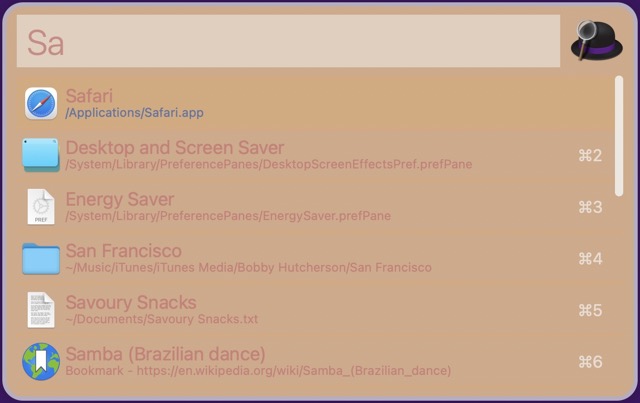 Sa
Safari
/Applications/Safari.app
Desktop and Screen Saver
/System/Library/PreferencePanes/DesktopScreenEffectsPref.prefPane
⌘2
Energy Saver
/System/Library/PreferencePanes/EnergySaver.prefPane
⌘3
PREF
San Francisco
~/Music/iTunes/iTunes Media/Bobby Hutcherson/San Francisco
⌘4
Savoury Snacks
~/Documents/Savoury Snacks.txt
⌘5
Samba (Brazilian dance)
Bookmark - https://en.wikipedia.org/wiki/Samba_(Brazilian_dance)
⌘6